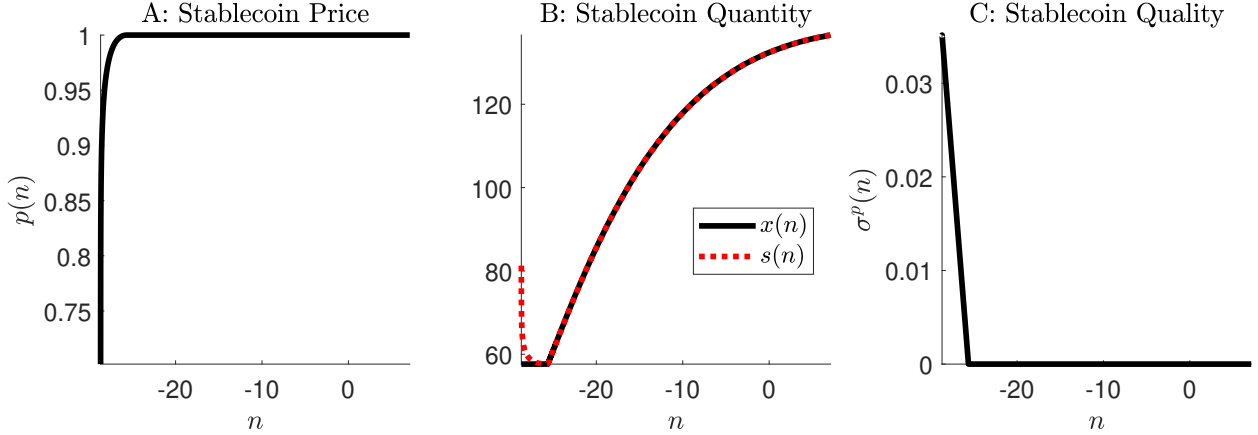 A: Stablecoin Price
1
0.95
0.9
0.85
0.8
0.75
p(n)
-20 -10 0
n
B: Stablecoin Quantity
120
100
80
60
x(n)
s(n)
-20 -10 0
n
C: Stablecoin Quality
0.03
0.02
0.01
0
σᵖ(n)
-20 -10 0
n